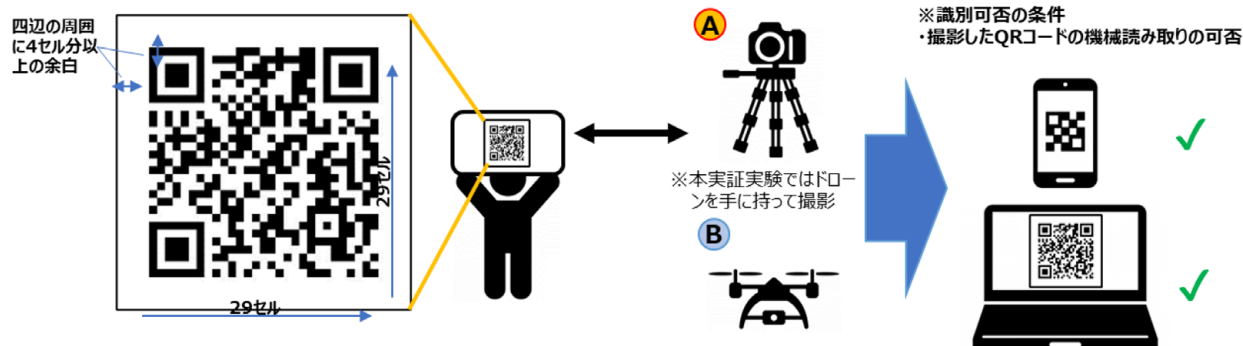 四辺の周囲
に4セル分以
上の余白
29セル
29セル
A
※本実証実験ではドロー
ンを手に持って撮影
B
※識別可否の条件
・撮影したQRコードの機械読み取りの可否